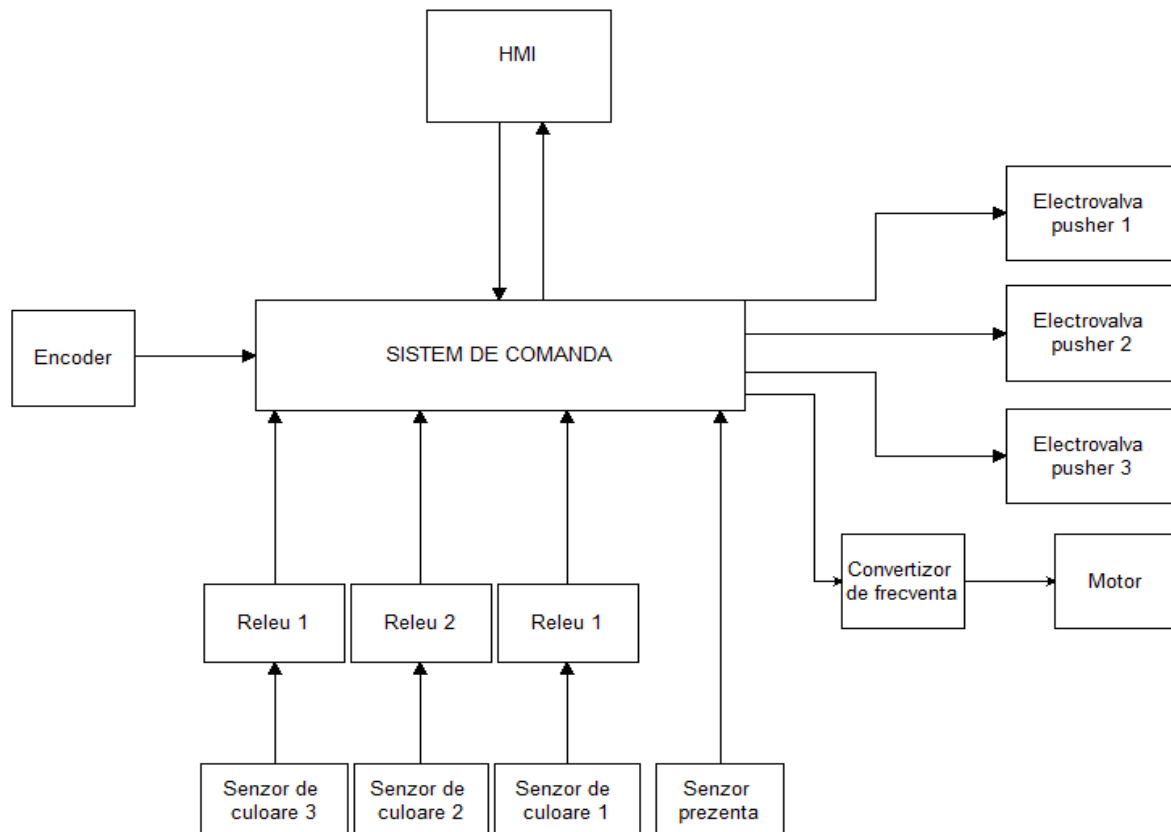 HMI
Electrovalva
pusher 1
Electrovalva
pusher 2
Encoder
SISTEM DE COMANDA
Electrovalva
pusher 3
Convertizor
de frecventa
Motor
Releu 1
Releu 2
Releu 1
Senzor de
culoare 3
Senzor de
culoare 2
Senzor de
culoare 1
Senzor
prezenta